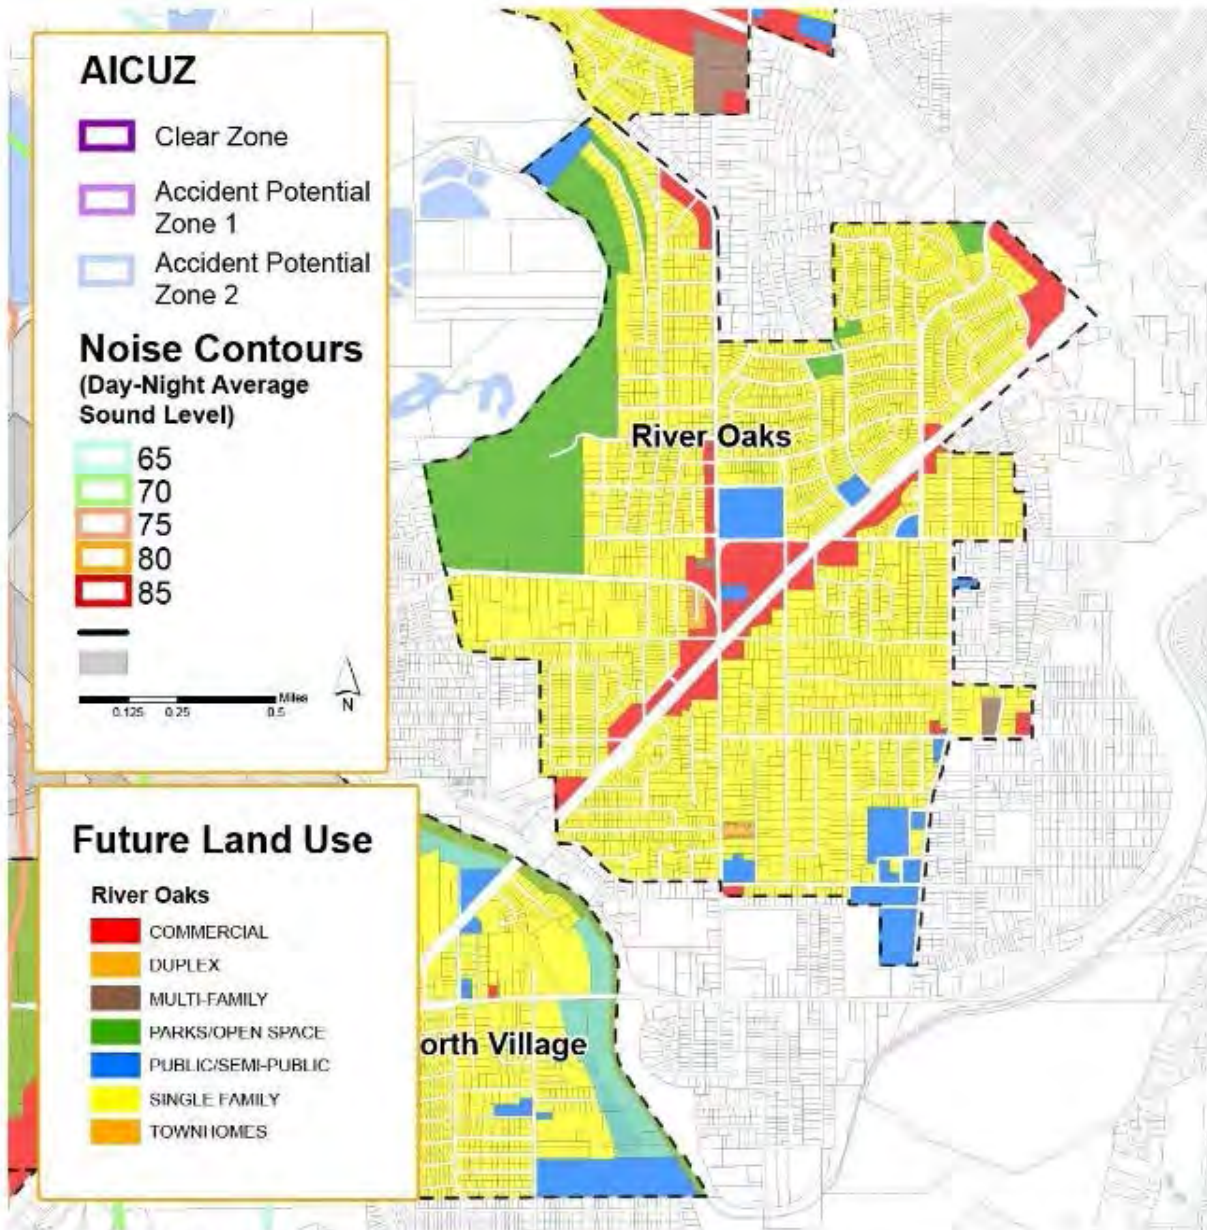 AICUZ
Clear Zone
Accident Potential
Zone 1
Accident Potential
Zone 2
Noise Contours
(Day-Night Average
Sound Level)
65
70
75
80
85
Miles
0.125 0.25 0.5
N
Future Land Use
River Oaks
COMMERCIAL
DUPLEX
MULTI-FAMILY
PARKS/OPEN SPACE
PUBLIC/SEMI-PUBLIC
SINGLE FAMILY
TOWNHOMES
River Oaks
orth Village